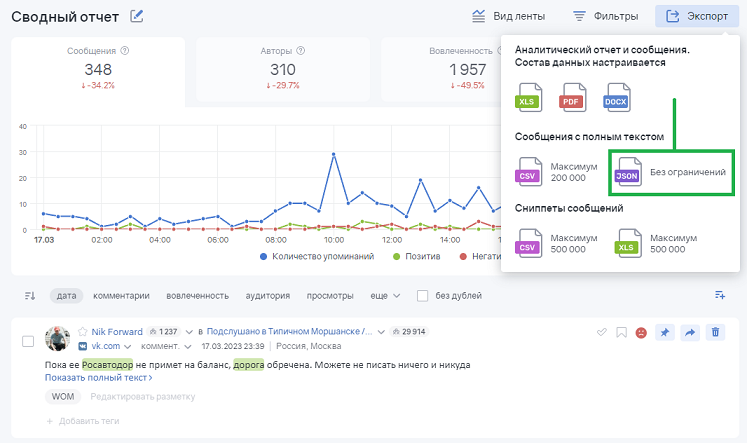 Сводный отчет
Вид ленты
Фильтры
Экспорт
Сообщения
348
↓-34.2%
Авторы
310
↓-29.7%
Вовлеченность
1 957
↓-49.5%
Аналитический отчет и сообщения.
Состав данных настраивается
XLS
PDF
DOCX
Сообщения с полным текстом
CSV
Максимум
200 000
JSON
Без ограничений
Сниппеты сообщений
CSV
Максимум
500 000
XLS
Максимум
500 000
40
30
20
10
0
17.03 02:00 04:00 06:00 08:00 10:00 12:00 14:00
Количество упоминаний Позитив Негати
дата комментарии вовлеченность аудитория просмотры еще без дублей
Nik Forward 1 237 в Подслушано в Типичном Моршанске /... 29 914
vk.com коммент. 17.03.2023 23:39 Россия, Москва
Пока ее Росавтодор не примет на баланс, дорога обречена. Можете не писать ничего и никуда
Показать полный текст
WOM Редактировать разметку
+ Добавить теги